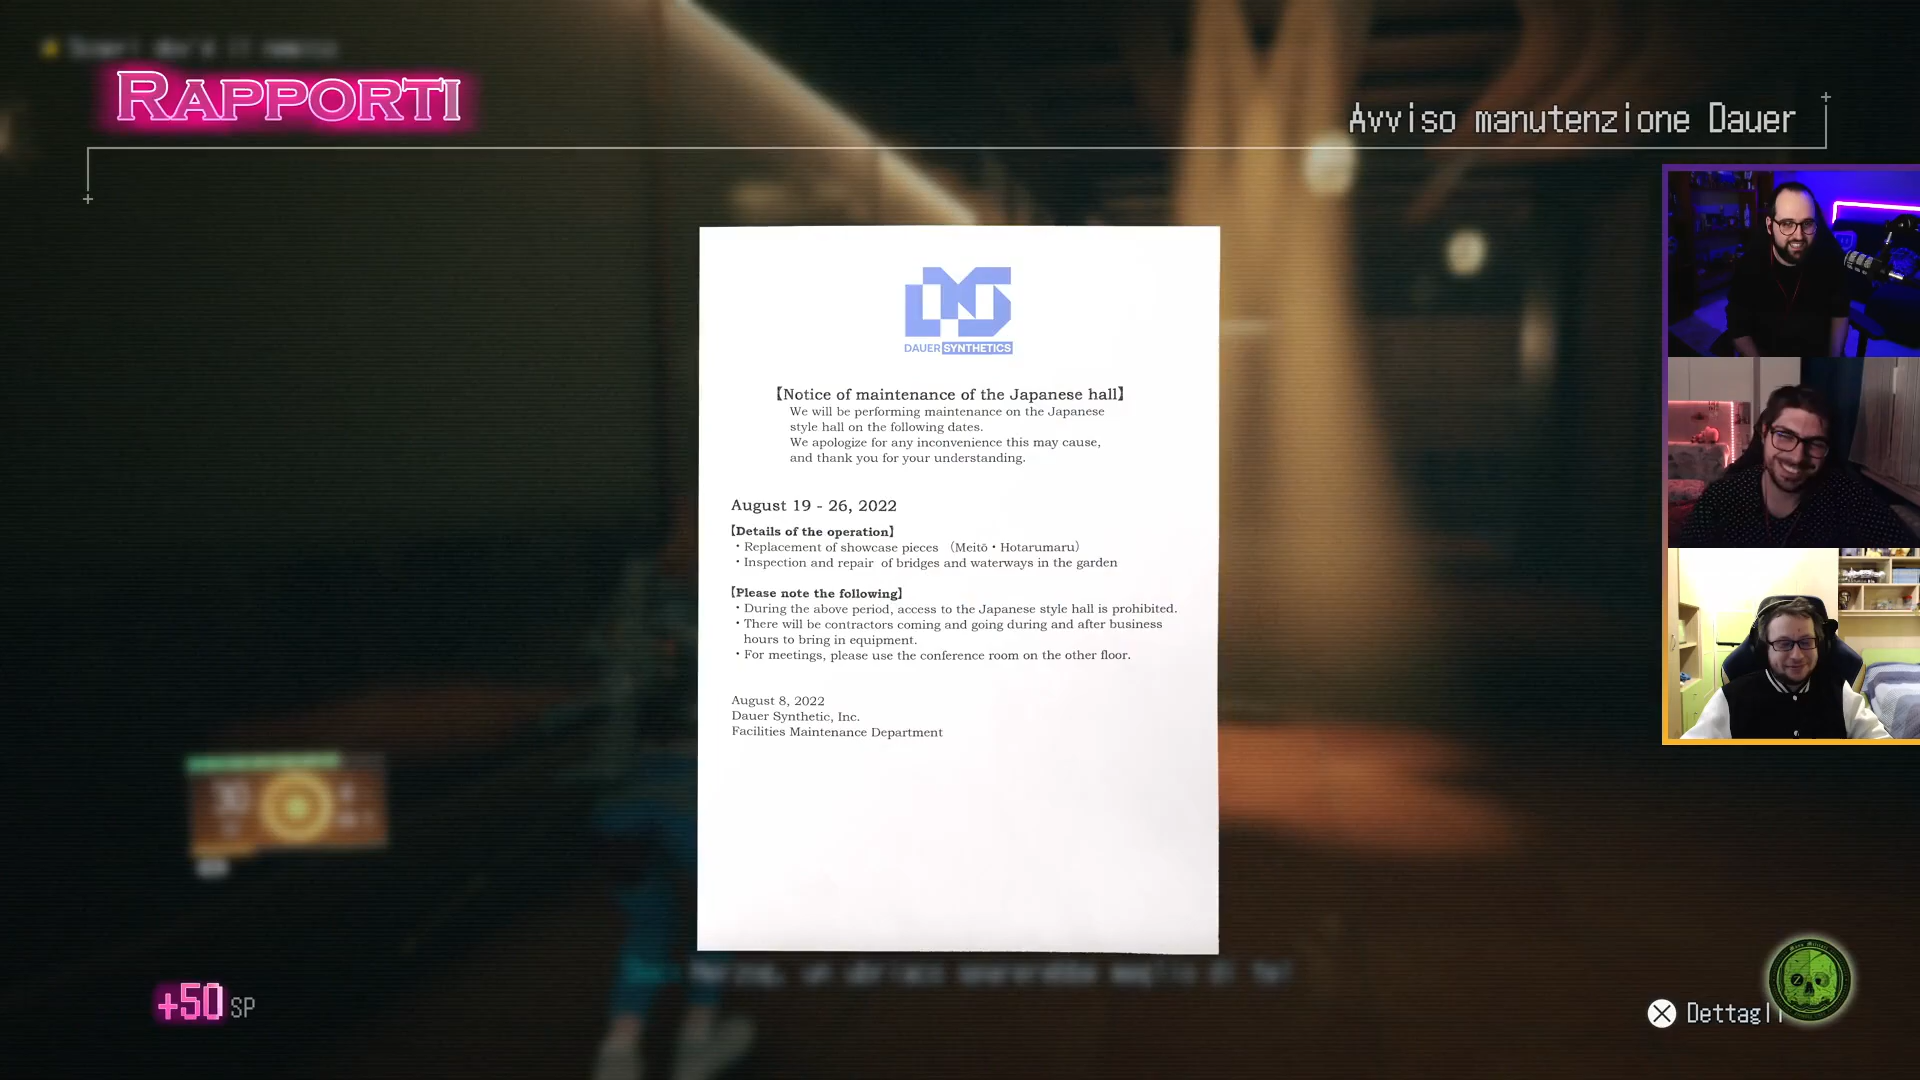 RAPPORTI
Avviso manutenzione Dauer
DAUER SYNTHETICS
【Notice of maintenance of the Japanese hall】
We will be performing maintenance on the Japanese
style hall on the following dates.
We apologize for any inconvenience this may cause,
and thank you for your understanding.
August 19 - 26, 2022
【Details of the operation】
・Replacement of showcase pieces （Meitō・Hotarumaru）
・Inspection and repair of bridges and waterways in the garden
【Please note the following】
・During the above period, access to the Japanese style hall is prohibited.
・There will be contractors coming and going during and after business
hours to bring in equipment.
・For meetings, please use the conference room on the other floor.
August 8, 2022
Dauer Synthetic, Inc.
Facilities Maintenance Department
+50 SP
Dettagli